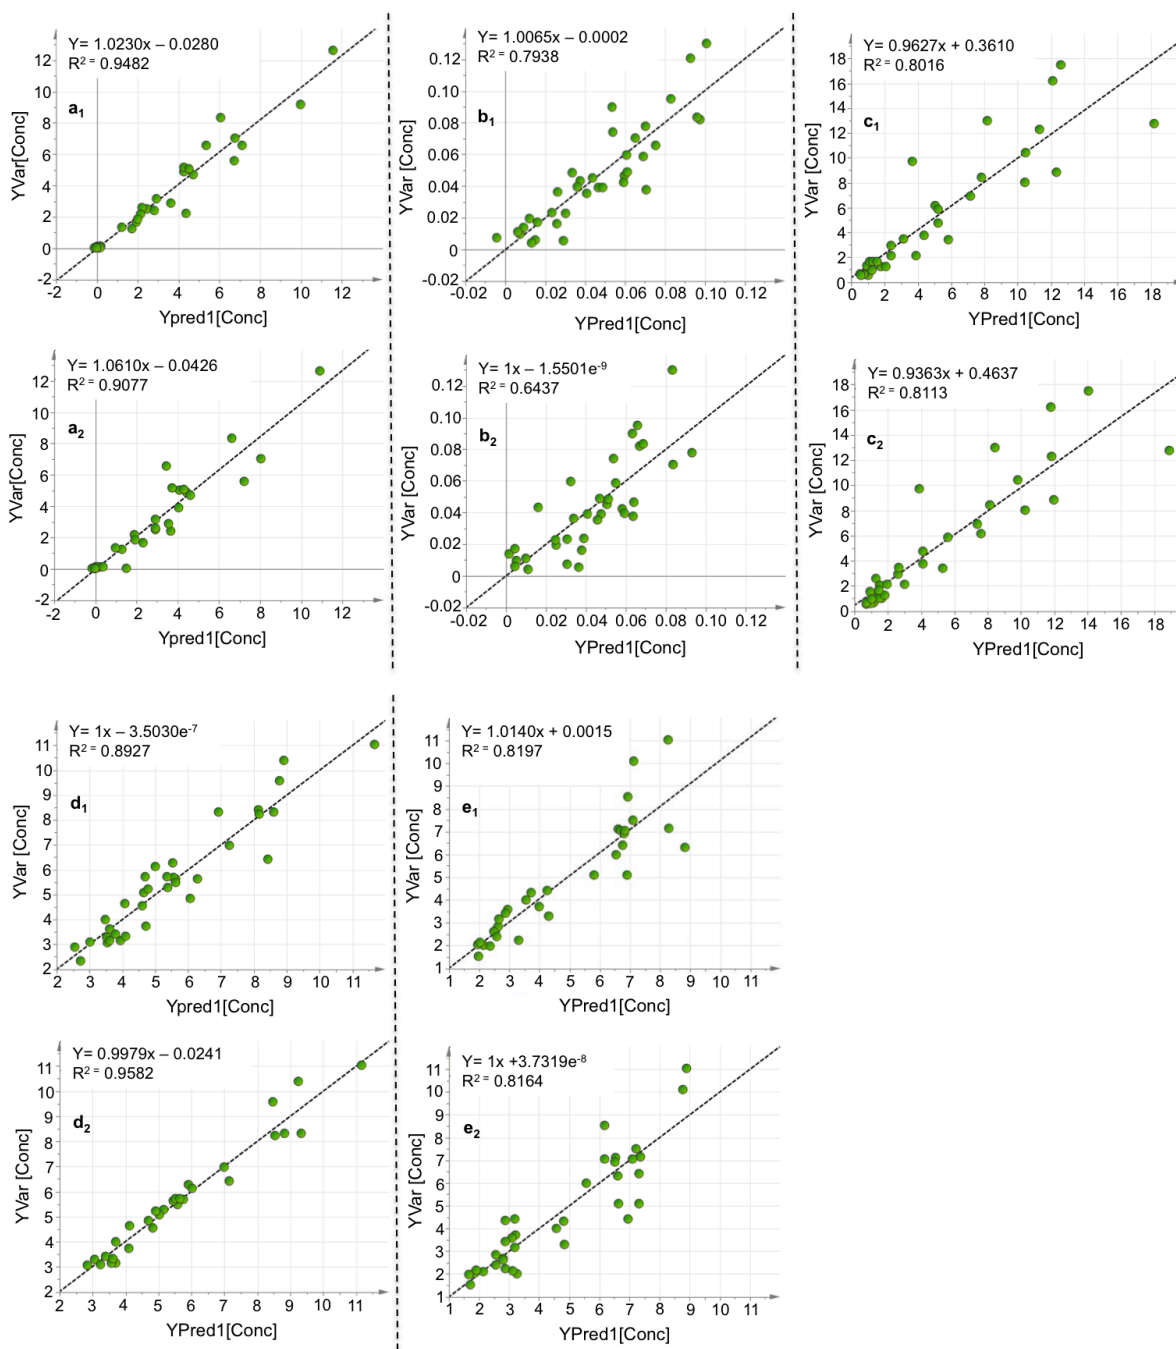 Y= 1.0230x – 0.0280
R² = 0.9482
a₁
YVar[Conc]
12
10
8
6
4
2
0
-2
-2 0 2 4 6 8 10 12
Ypred1[Conc]
Y= 1.0065x – 0.0002
R² = 0.7938
b₁
YVar [Conc]
0.12
0.10
0.08
0.06
0.04
0.02
0
-0.02
-0.02 0 0.02 0.04 0.06 0.08 0.10 0.12
YPred1[Conc]
Y= 0.9627x + 0.3610
R² = 0.8016
c₁
YVar [Conc]
18
16
14
12
10
8
6
4
2
0
0 2 4 6 8 10 12 14 16 18
YPred1[Conc]
Y= 1.0610x – 0.0426
R² = 0.9077
a₂
YVar[Conc]
12
10
8
6
4
2
0
-2
-2 0 2 4 6 8 10 12
Ypred1[Conc]
Y= 1x – 1.5501e⁻⁹
R² = 0.6437
b₂
YVar [Conc]
0.12
0.10
0.08
0.06
0.04
0.02
0
-0.02
-0.02 0 0.02 0.04 0.06 0.08 0.10 0.12
YPred1[Conc]
Y= 0.9363x + 0.4637
R² = 0.8113
c₂
YVar [Conc]
18
16
14
12
10
8
6
4
2
0
0 2 4 6 8 10 12 14 16 18
YPred1[Conc]
Y= 1x – 3.5030e⁻⁷
R² = 0.8927
d₁
YVar [Conc]
11
10
9
8
7
6
5
4
3
2
2 3 4 5 6 7 8 9 10 11
Ypred1[Conc]
Y= 1.0140x + 0.0015
R² = 0.8197
e₁
YVar [Conc]
11
10
9
8
7
6
5
4
3
2
1
1 2 3 4 5 6 7 8 9 10 11
YPred1[Conc]
Y= 0.9979x – 0.0241
R² = 0.9582
d₂
YVar [Conc]
11
10
9
8
7
6
5
4
3
2
2 3 4 5 6 7 8 9 10 11
YPred1[Conc]
Y= 1x +3.7319e⁻⁸
R² = 0.8164
e₂
YVar [Conc]
11
10
9
8
7
6
5
4
3
2
1
1 2 3 4 5 6 7 8 9 10 11
YPred1[Conc]